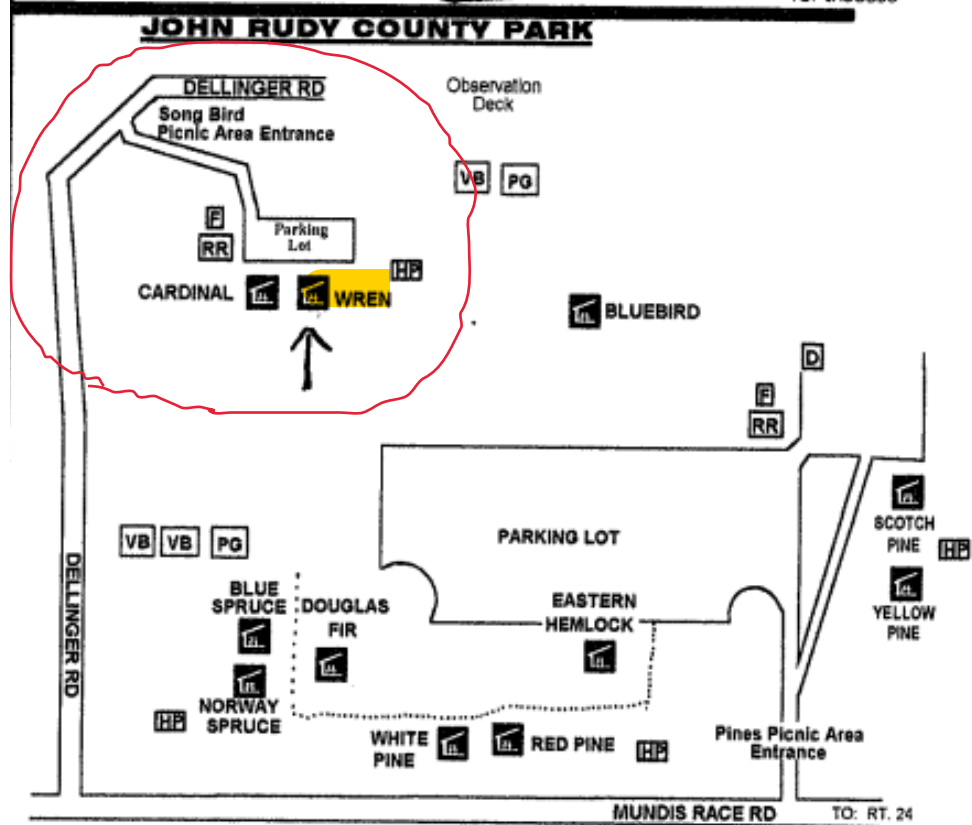 JOHN RUDY COUNTY PARK
DELLINGER RD
Observation
Deck
Song Bird
Picnic Area Entrance
VB PG
F
RR
Parking
Lot
HP
CARDINAL
WREN
BLUEBIRD
D
F
RR
PARKING LOT
SCOTCH
PINE
HP
VB VB PG
DELLINGER RD
BLUE
SPRUCE
DOUGLAS
FIR
EASTERN
HEMLOCK
YELLOW
PINE
NORWAY
SPRUCE
HP
WHITE
PINE
RED PINE
HP
Pines Picnic Area
Entrance
MUNDIS RACE RD
TO: RT. 24